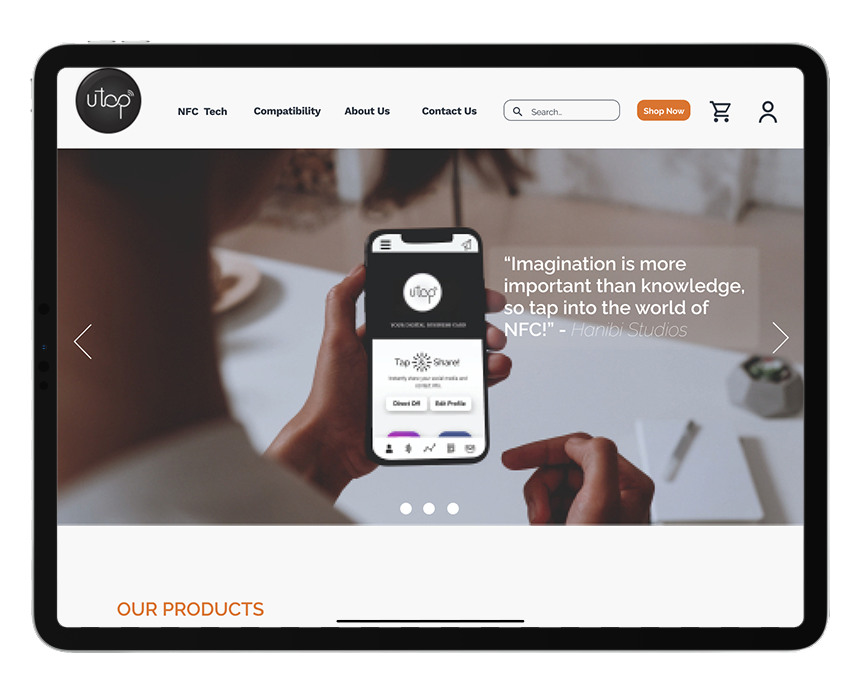 utap
NFC Tech
Compatibility
About Us
Contact Us
Search..
Shop Now
“Imagination is more
important than knowledge,
so tap into the world of
NFC!” - Hanibi Studios
utap
YOUR DIGITAL BUSINESS CARD
Tap & Share!
Instantly share your social media and
contact info.
Direct Off
Edit Profile
OUR PRODUCTS